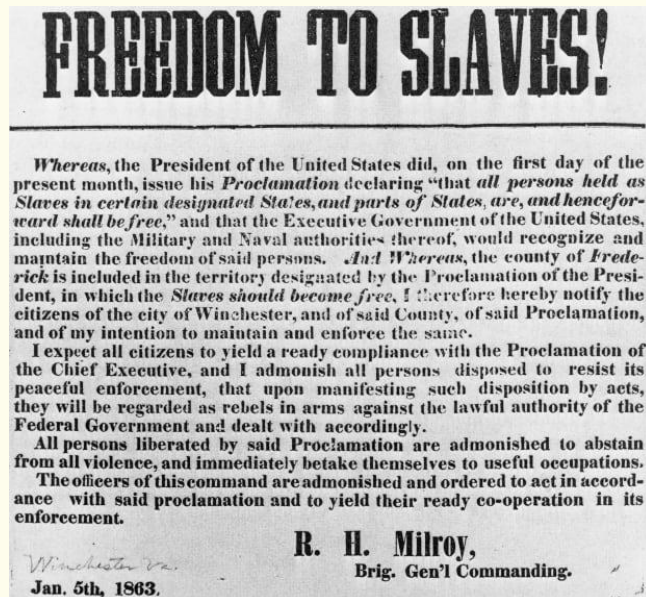 FREEDOM TO SLAVES!
Whereas, the President of the United States did, on the first day of the
present month, issue his Proclamation declaring "that all persons held as
Slaves in certain designated States, and parts of States, are, and hencefor-
ward shall be free," and that the Executive Government of the United States,
including the Military and Naval authorities thereof, would recognize and
maintain the freedom of said persons. And Whereas, the county of Frede-
rick is included in the territory designated by the Proclamation of the Presi-
dent, in which the Slaves should become free, I therefore hereby notify the
citizens of the city of Winchester, and of said County, of said Proclamation,
and of my intention to maintain and enforce the same.
I expect all citizens to yield a ready compliance with the Proclamation of
the Chief Executive, and I admonish all persons disposed to resist its
peaceful enforcement, that upon manifesting such disposition by acts,
they will be regarded as rebels in arms against the lawful authority of the
Federal Government and dealt with accordingly.
All persons liberated by said Proclamation are admonished to abstain
from all violence, and immediately betake themselves to useful occupations.
The officers of this command are admonished and ordered to act in accord-
ance with said proclamation and to yield their ready co-operation in its
enforcement.
R. H. Milroy,
Brig. Gen'l Commanding.
Winchester Va.
Jan. 5th, 1863.